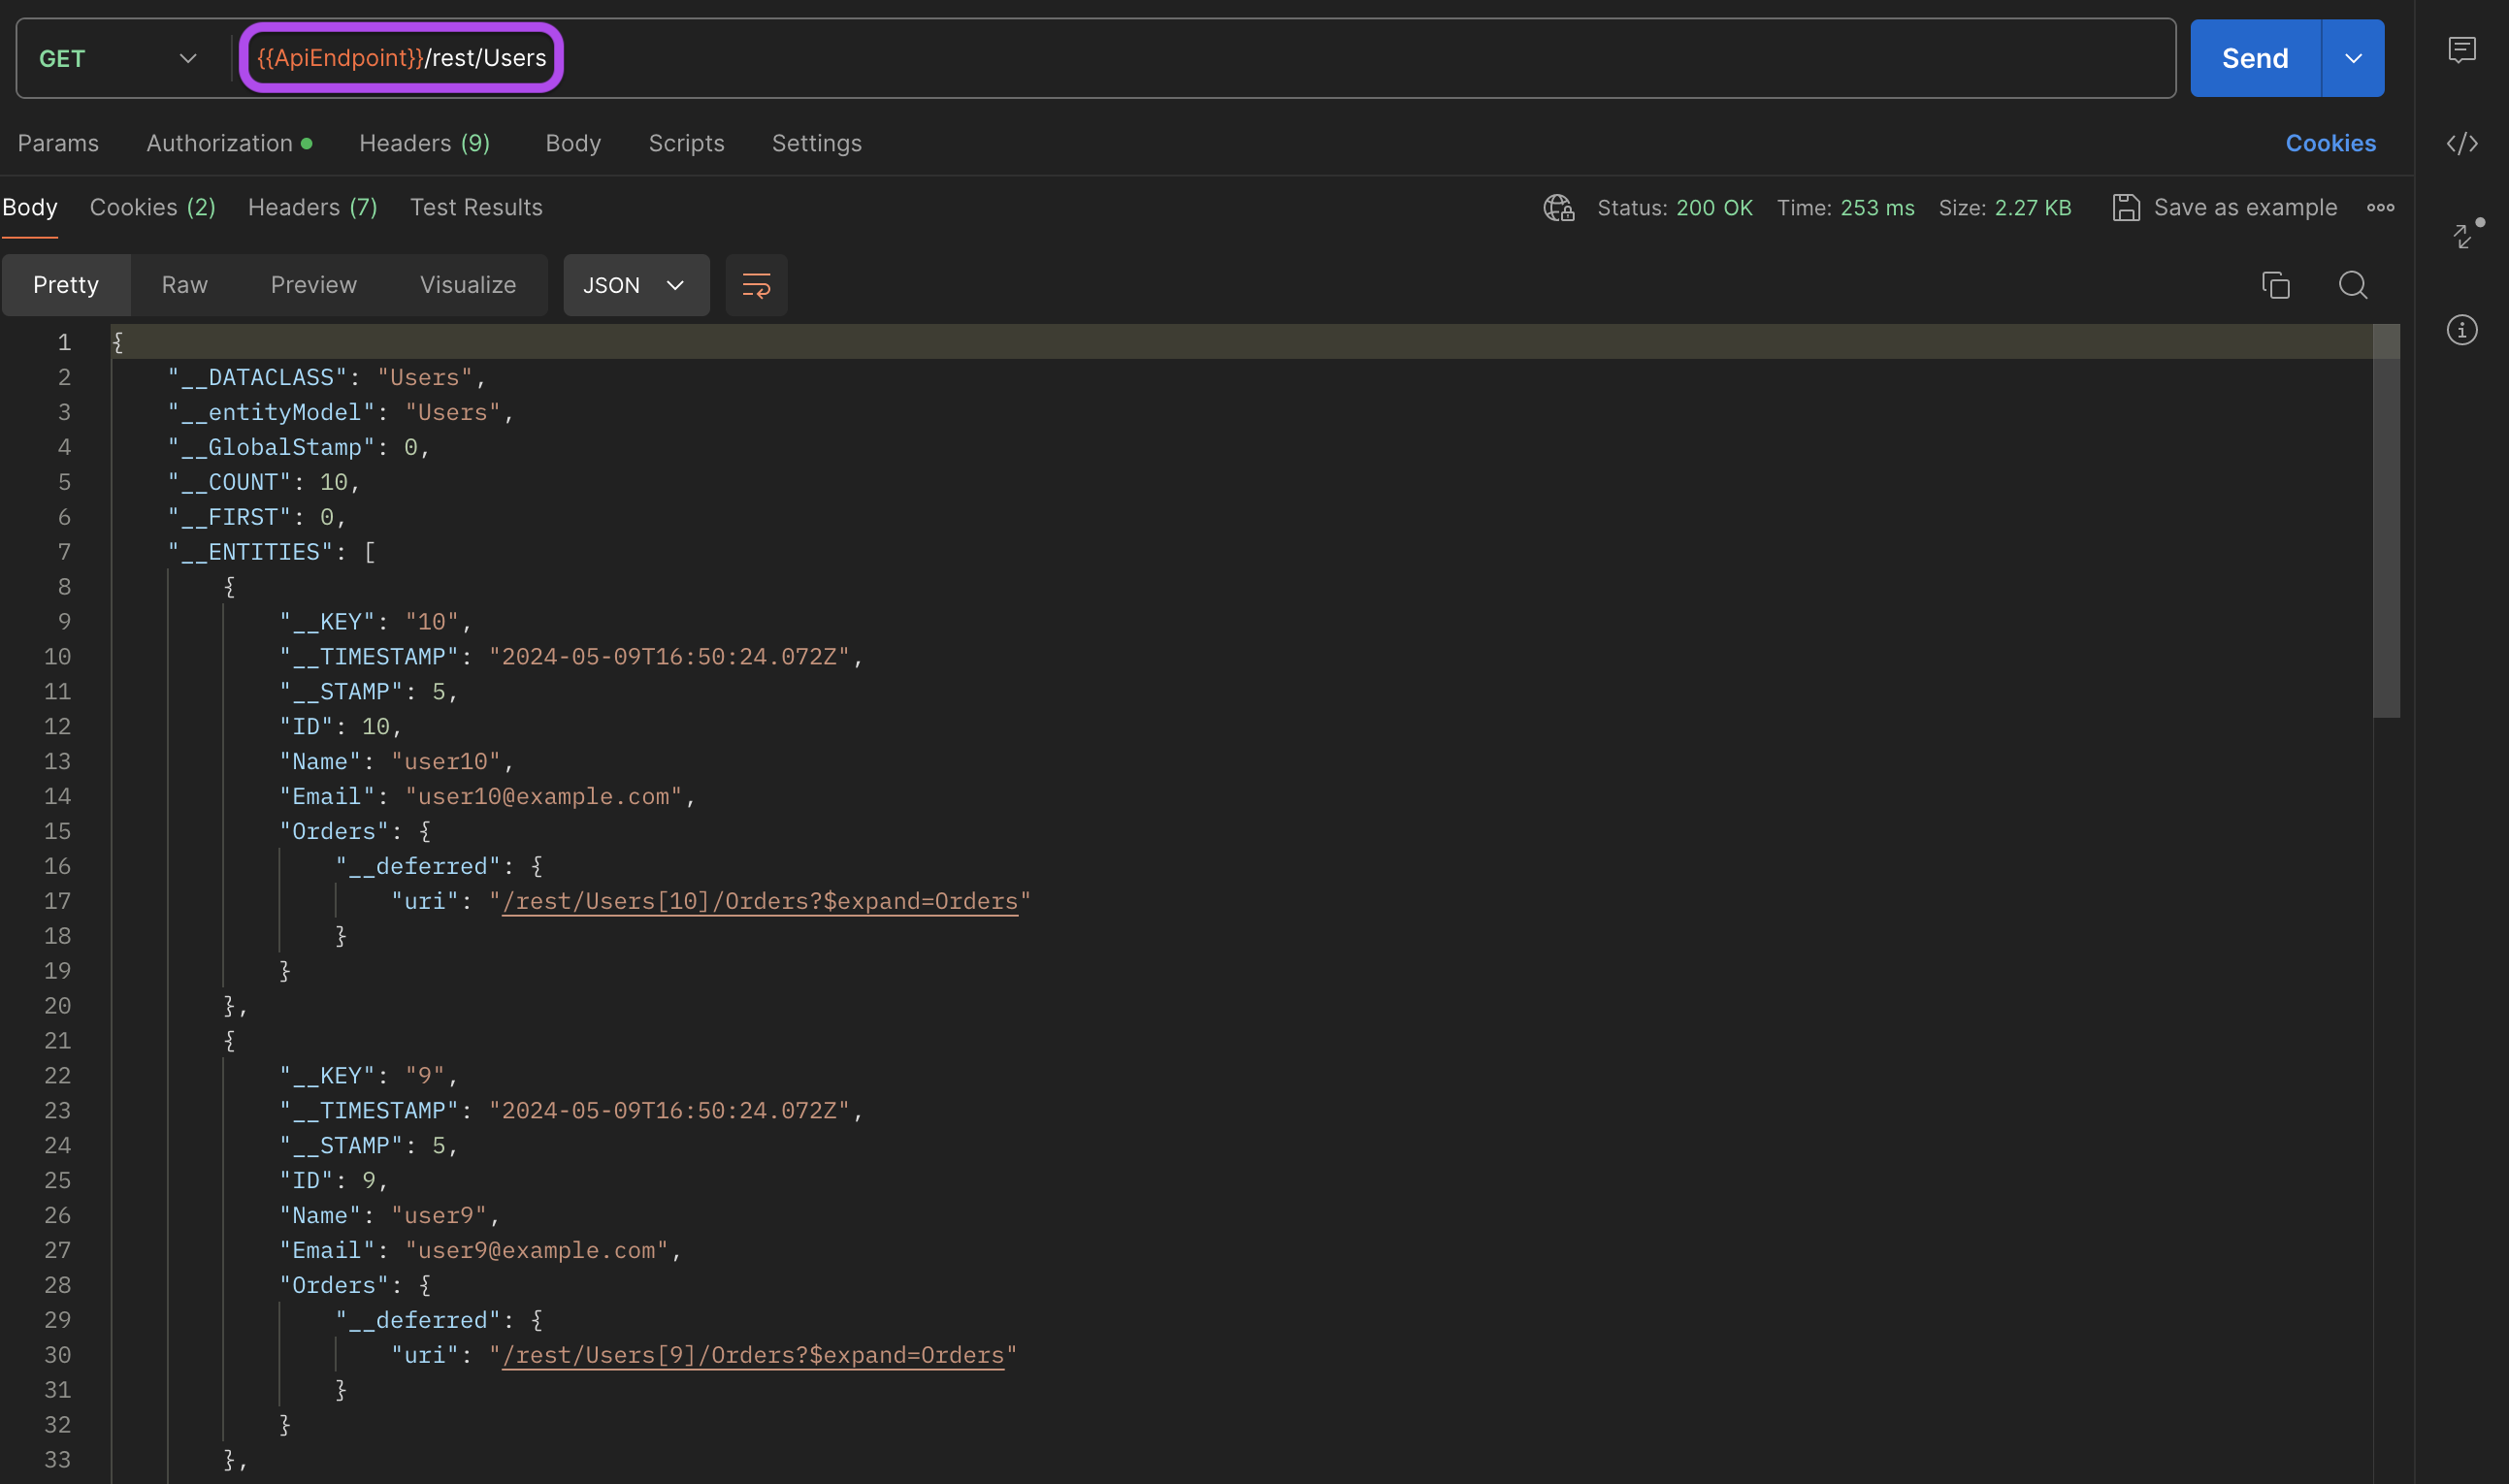 GET {{ApiEndpoint}}/rest/Users Send
Params Authorization Headers (9) Body Scripts Settings Cookies
Body Cookies (2) Headers (7) Test Results Status: 200 OK Time: 253 ms Size: 2.27 KB Save as example
Pretty Raw Preview Visualize JSON
1 {
2 "__DATACLASS": "Users",
3 "__entityModel": "Users",
4 "__GlobalStamp": 0,
5 "__COUNT": 10,
6 "__FIRST": 0,
7 "__ENTITIES": [
8 {
9 "__KEY": "10",
10 "__TIMESTAMP": "2024-05-09T16:50:24.072Z",
11 "__STAMP": 5,
12 "ID": 10,
13 "Name": "user10",
14 "Email": "user10@example.com",
15 "Orders": {
16 "__deferred": {
17 "uri": "/rest/Users[10]/Orders?$expand=Orders"
18 }
19 }
20 },
21 {
22 "__KEY": "9",
23 "__TIMESTAMP": "2024-05-09T16:50:24.072Z",
24 "__STAMP": 5,
25 "ID": 9,
26 "Name": "user9",
27 "Email": "user9@example.com",
28 "Orders": {
29 "__deferred": {
30 "uri": "/rest/Users[9]/Orders?$expand=Orders"
31 }
32 }
33 },